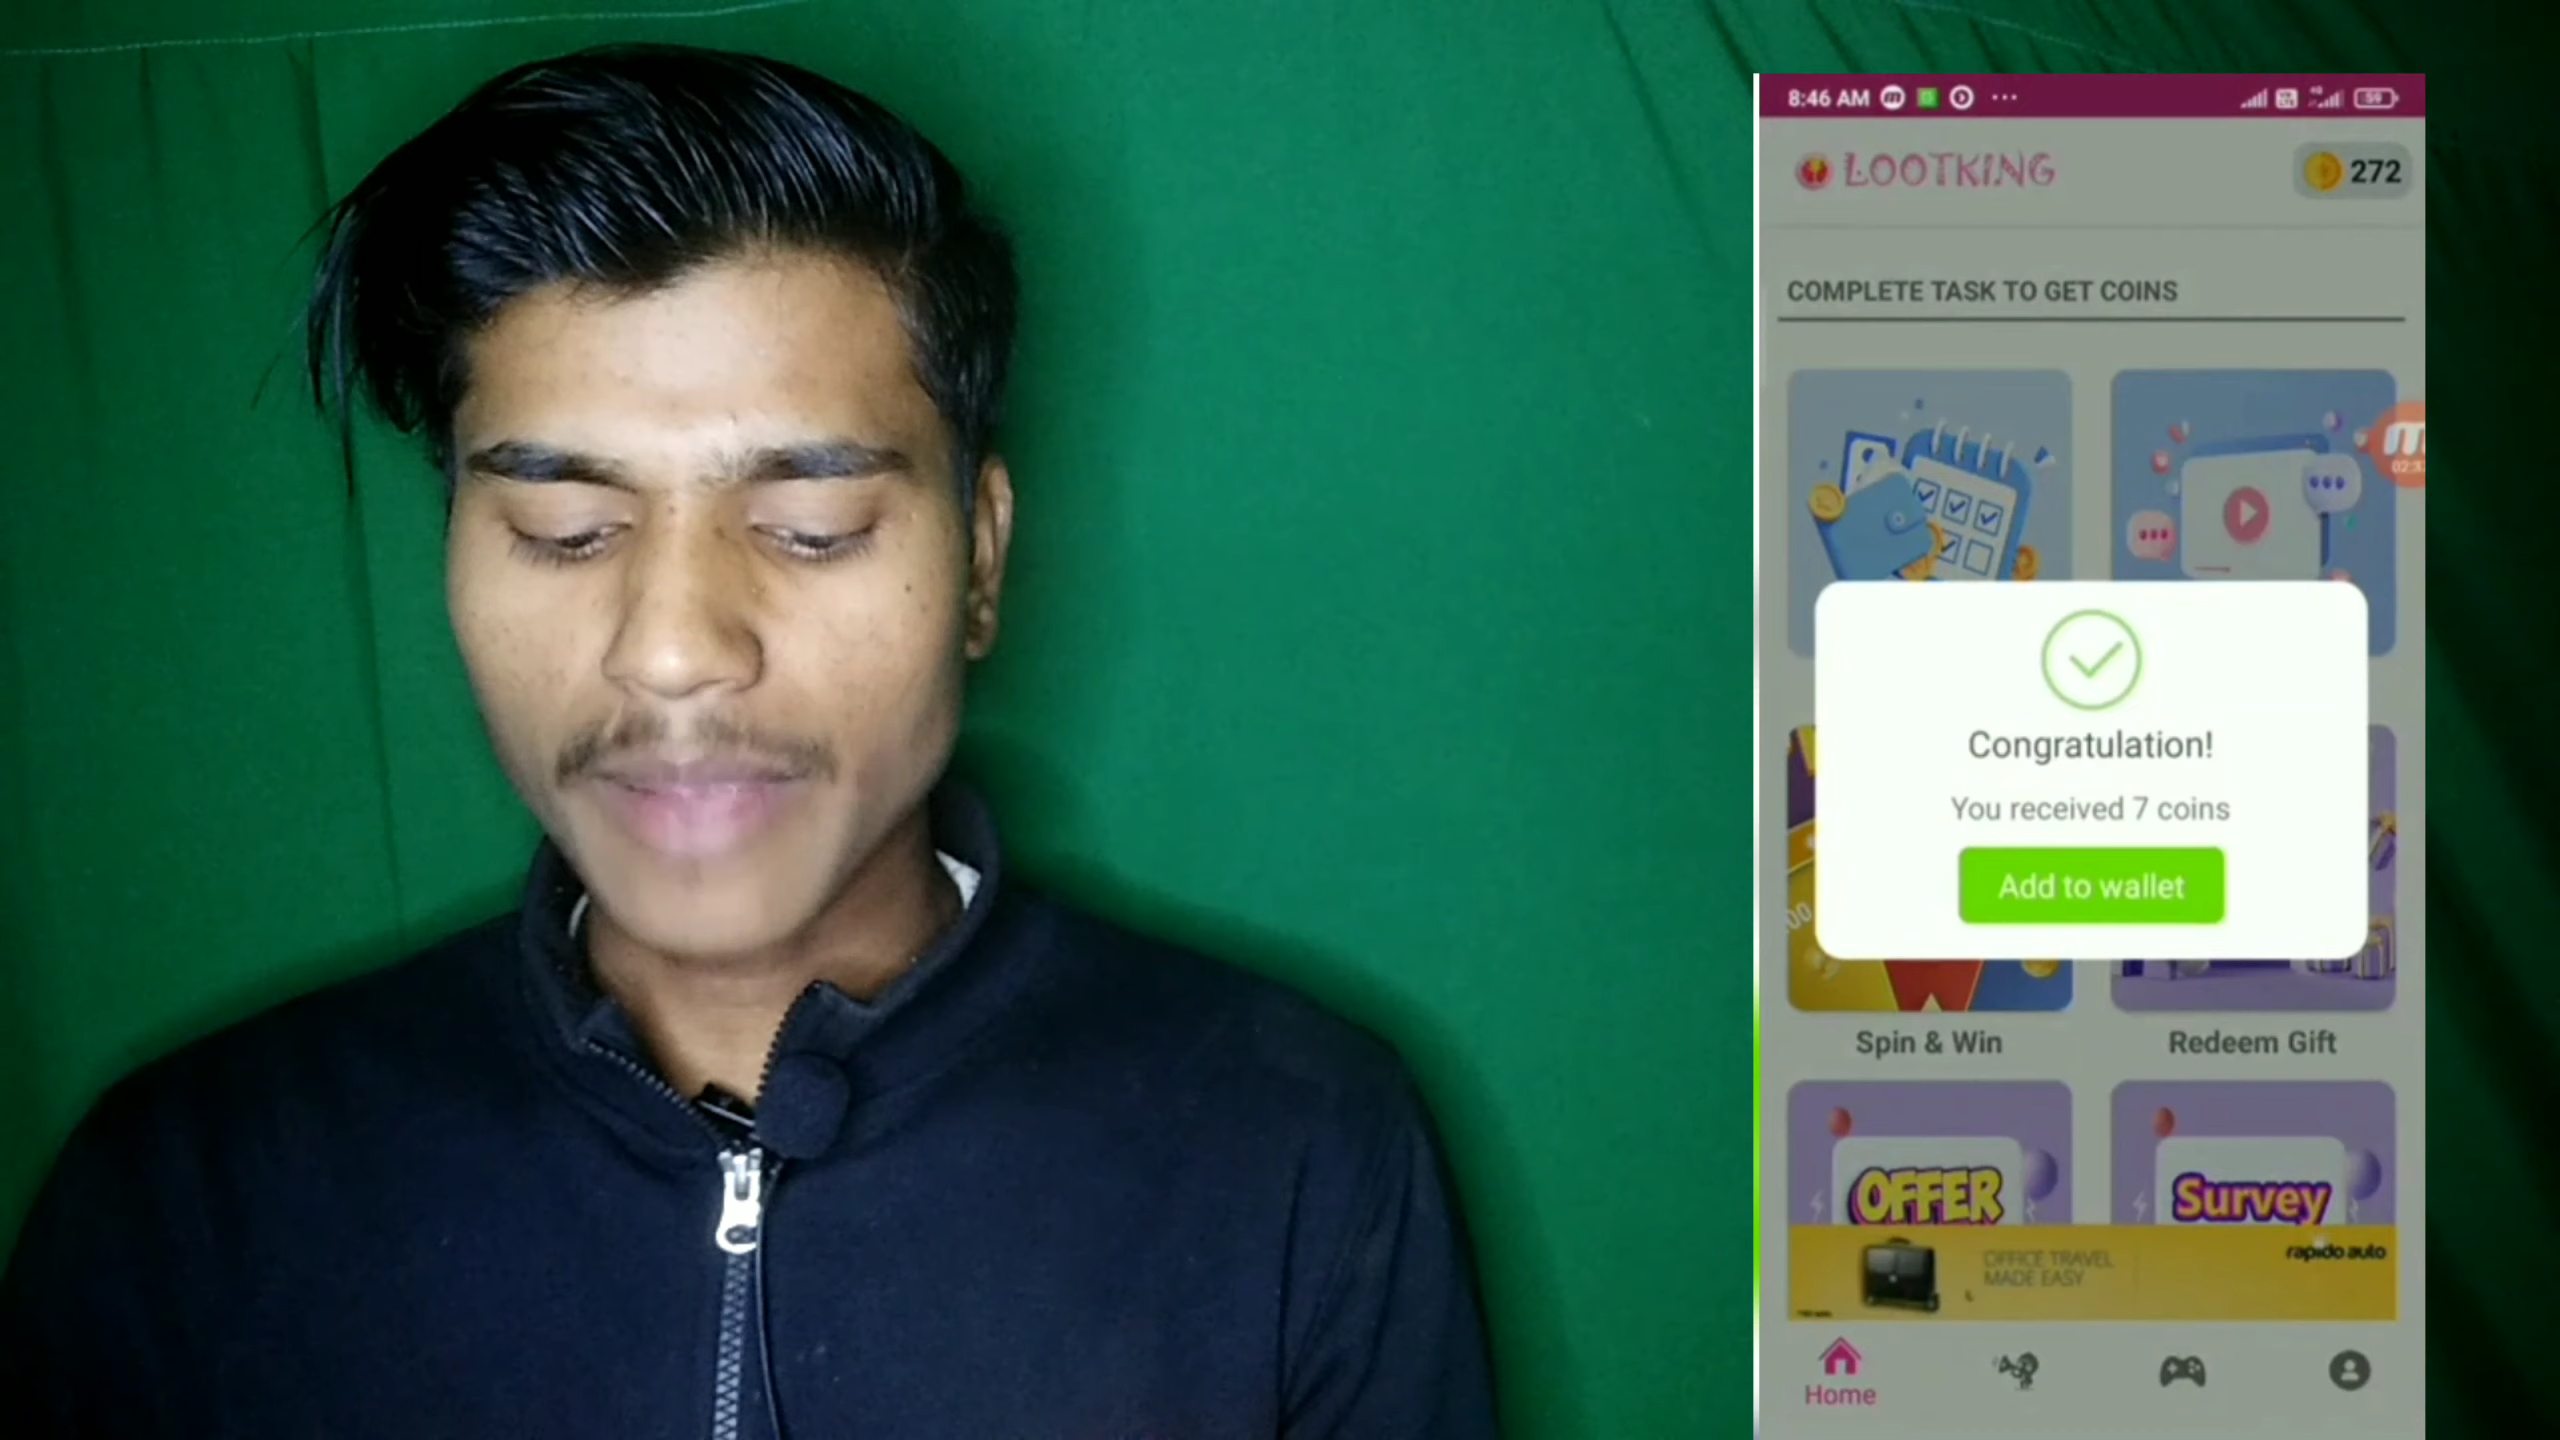 8:46 AM
59
LOOTKING
272
COMPLETE TASK TO GET COINS
Congratulation!
You received 7 coins
Add to wallet
Spin & Win
Redeem Gift
OFFER
Survey
OFFICE TRAVEL
MADE EASY
rapido auto
Home